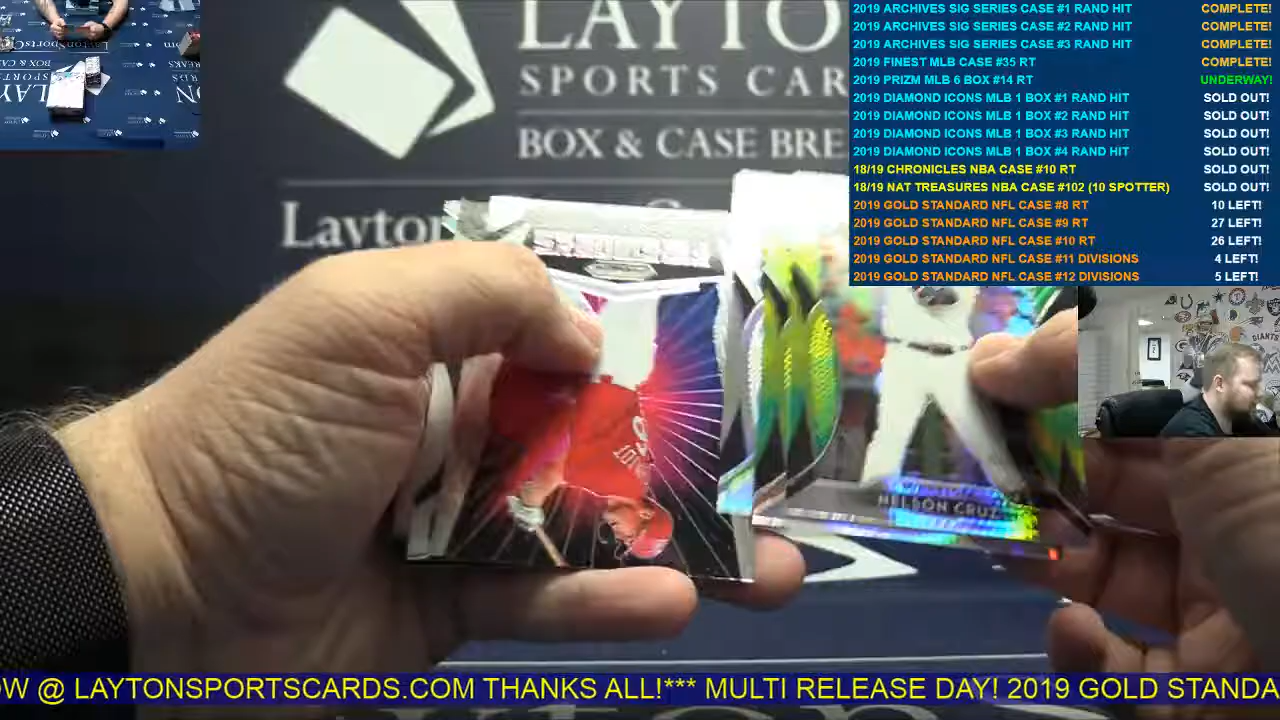 LAYTO
SPORTS CAR
BOX & CASE BRE
Layton
2019 ARCHIVES SIG SERIES CASE #1 RAND HIT COMPLETE!
2019 ARCHIVES SIG SERIES CASE #2 RAND HIT COMPLETE!
2019 ARCHIVES SIG SERIES CASE #3 RAND HIT COMPLETE!
2019 FINEST MLB CASE #35 RT COMPLETE!
2019 PRIZM MLB 6 BOX #14 RT UNDERWAY!
2019 DIAMOND ICONS MLB 1 BOX #1 RAND HIT SOLD OUT!
2019 DIAMOND ICONS MLB 1 BOX #2 RAND HIT SOLD OUT!
2019 DIAMOND ICONS MLB 1 BOX #3 RAND HIT SOLD OUT!
2019 DIAMOND ICONS MLB 1 BOX #4 RAND HIT SOLD OUT!
18/19 CHRONICLES NBA CASE #10 RT SOLD OUT!
18/19 NAT TREASURES NBA CASE #102 (10 SPOTTER) SOLD OUT!
2019 GOLD STANDARD NFL CASE #8 RT 10 LEFT!
2019 GOLD STANDARD NFL CASE #9 RT 27 LEFT!
2019 GOLD STANDARD NFL CASE #10 RT 26 LEFT!
2019 GOLD STANDARD NFL CASE #11 DIVISIONS 4 LEFT!
2019 GOLD STANDARD NFL CASE #12 DIVISIONS 5 LEFT!
NELSON CRUZ
OW @ LAYTONSPORTSCARDS.COM THANKS ALL!*** MULTI RELEASE DAY! 2019 GOLD STANDA